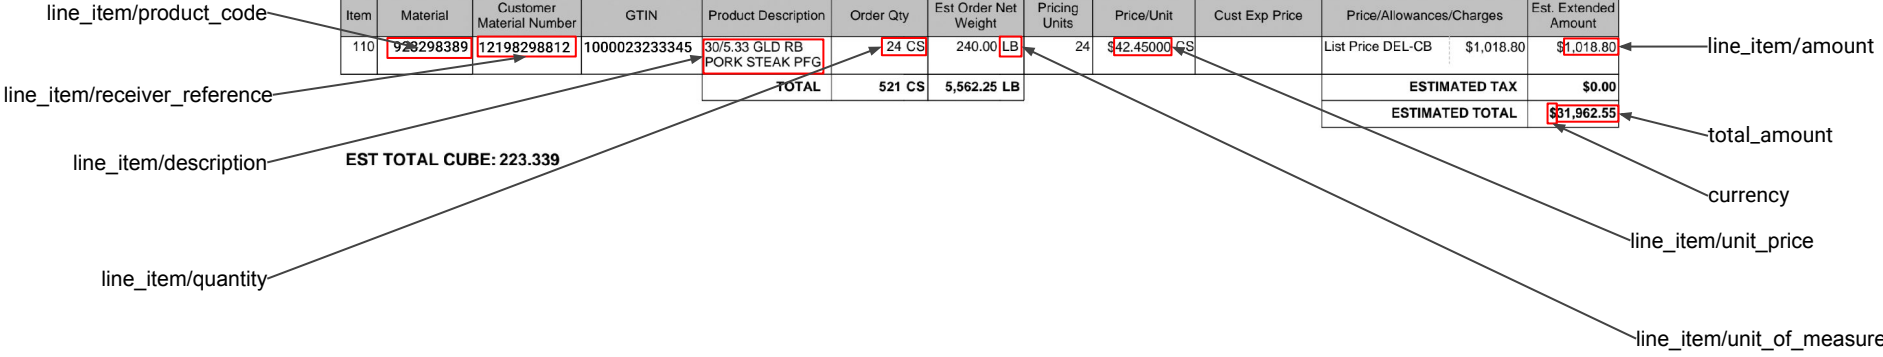 line_item/product_code
Item Material Customer Material Number GTIN Product Description Order Qty Est Order Net Weight Pricing Units Price/Unit Cust Exp Price Price/Allowances/Charges Est. Extended Amount
110 928298389 12198298812 1000023233345 30/5.33 GLD RB 24 CS 240.00 LB 24 $42.45000 CS List Price DEL-CB $1,018.80 $1,018.80
PORK STEAK PFG
line_item/amount
TOTAL 521 CS 5,562.25 LB ESTIMATED TAX $0.00
line_item/receiver_reference
ESTIMATED TOTAL $31,962.55
total_amount
line_item/description
EST TOTAL CUBE: 223.339
currency
line_item/unit_price
line_item/quantity
line_item/unit_of_measure